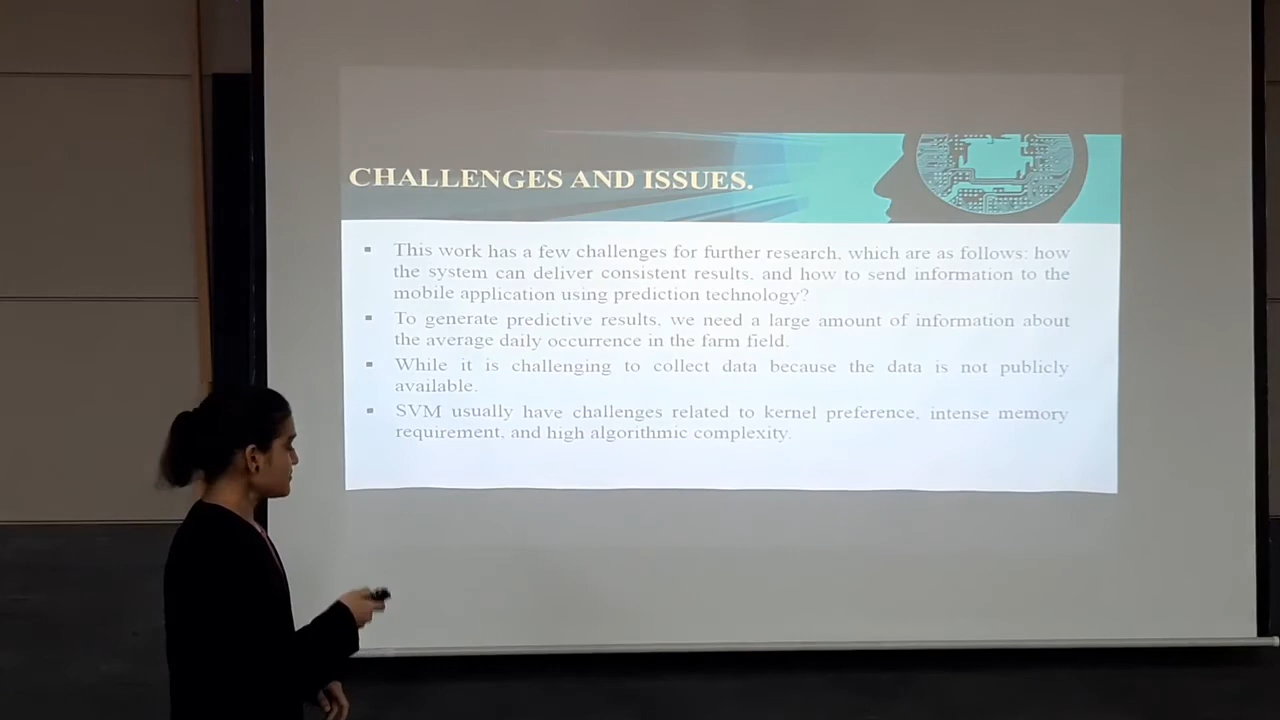 CHALLENGES AND ISSUES.
▪ This work has a few challenges for further research, which are as follows: how
the system can deliver consistent results, and how to send information to the
mobile application using prediction technology?
▪ To generate predictive results, we need a large amount of information about
the average daily occurrence in the farm field.
▪ While it is challenging to collect data because the data is not publicly
available.
▪ SVM usually have challenges related to kernel preference, intense memory
requirement, and high algorithmic complexity.